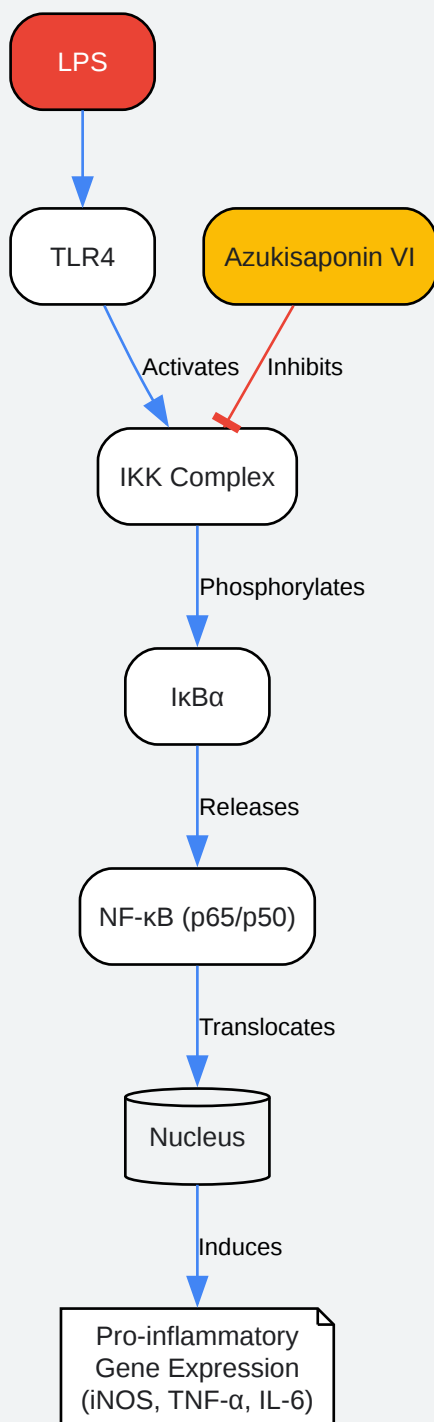 LPS
TLR4
Azukisaponin VI
Activates
Inhibits
IKK Complex
Phosphorylates
IκBα
Releases
NF-κB (p65/p50)
Translocates
Nucleus
Induces
Pro-inflammatory
Gene Expression
(iNOS, TNF-α, IL-6)